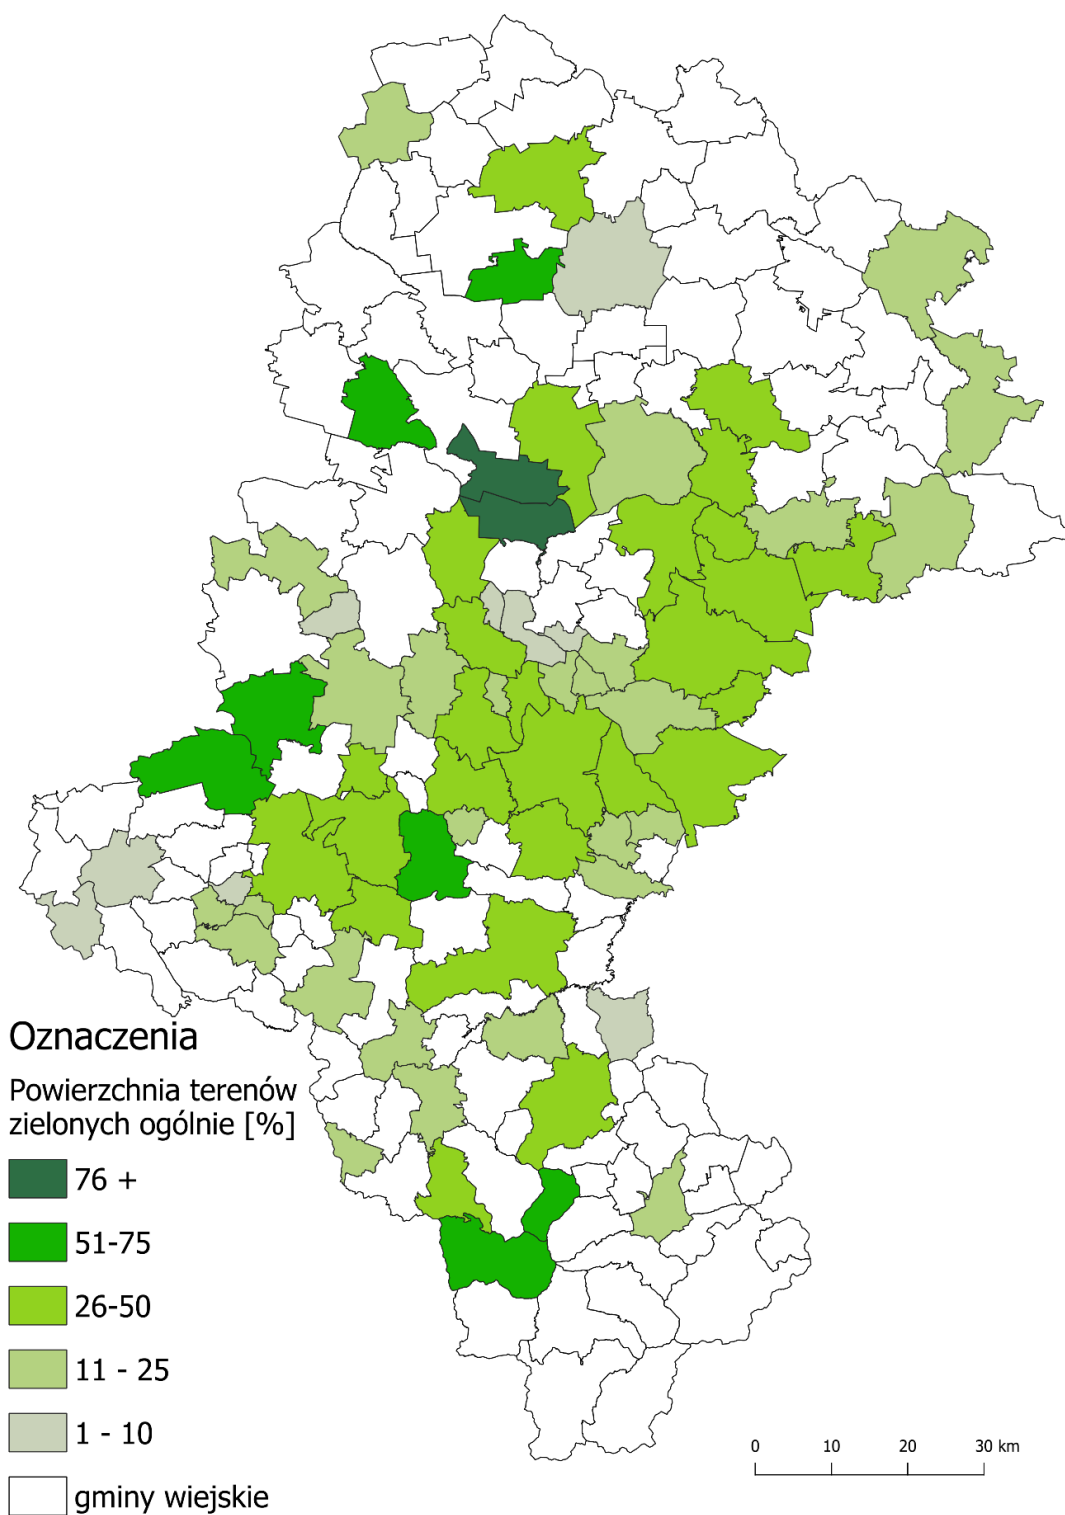 Oznaczenia
Powierzchnia terenów
zielonych ogólnie [%]
76 +
51-75
26-50
11 - 25
1 - 10
gminy wiejskie
0 10 20 30 km